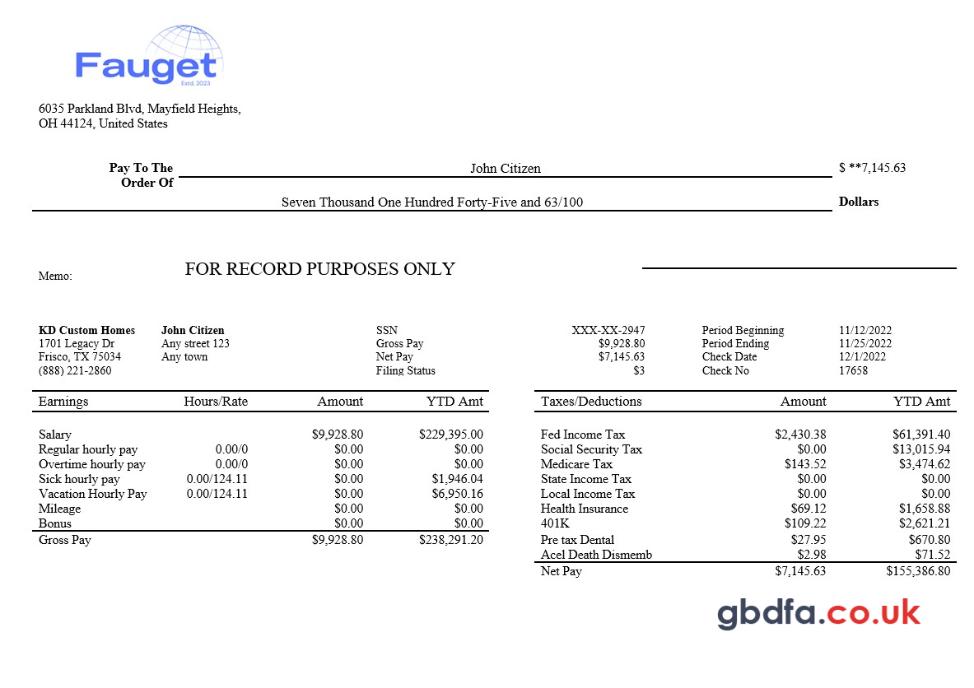 Fauget
Estd. 2023
6035 Parkland Blvd, Mayfield Heights,
OH 44124, United States
Pay To The John Citizen $ **7,145.63
Order Of
Seven Thousand One Hundred Forty-Five and 63/100 Dollars
Memo: FOR RECORD PURPOSES ONLY
KD Custom Homes John Citizen SSN XXX-XX-2947 Period Beginning 11/12/2022
1701 Legacy Dr Any street 123 Gross Pay $9,928.80 Period Ending 11/25/2022
Frisco, TX 75034 Any town Net Pay $7,145.63 Check Date 12/1/2022
(888) 221-2860 Filing Status $3 Check No 17658
Earnings Hours/Rate Amount YTD Amt
Salary $9,928.80 $229,395.00
Regular hourly pay 0.00/0 $0.00 $0.00
Overtime hourly pay 0.00/0 $0.00 $0.00
Sick hourly pay 0.00/124.11 $0.00 $1,946.04
Vacation Hourly Pay 0.00/124.11 $0.00 $6,950.16
Mileage $0.00 $0.00
Bonus $0.00 $0.00
Gross Pay $9,928.80 $238,291.20
Taxes/Deductions Amount YTD Amt
Fed Income Tax $2,430.38 $61,391.40
Social Security Tax $0.00 $13,015.94
Medicare Tax $143.52 $3,474.62
State Income Tax $0.00 $0.00
Local Income Tax $0.00 $0.00
Health Insurance $69.12 $1,658.88
401K $109.22 $2,621.21
Pre tax Dental $27.95 $670.80
Acel Death Dismemb $2.98 $71.52
Net Pay $7,145.63 $155,386.80
gbdfa.co.uk